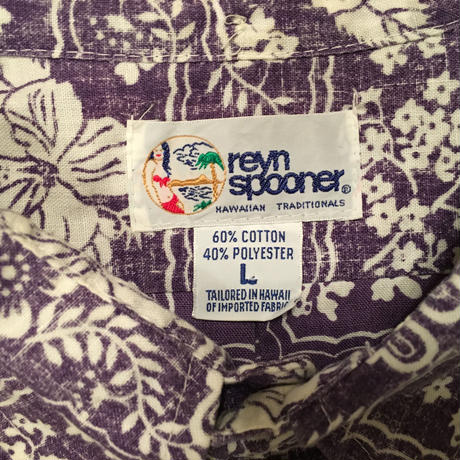 reyn
spooner®
HAWAIIAN TRADITIONALS
60% COTTON
40% POLYESTER
L
TAILORED IN HAWAII
OF IMPORTED FABRIC